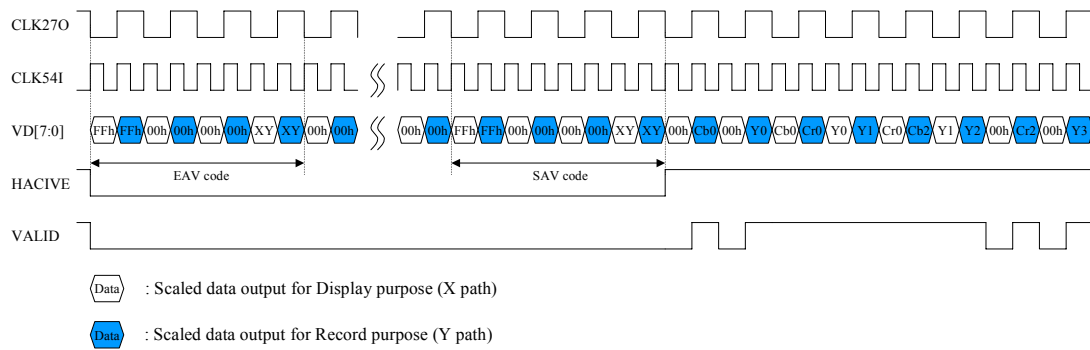 CLK27O
CLK54I
VD[7:0] FFh FFh 00h 00h 00h 00h XY XY 00h 00h 00h 00h FFh FFh 00h 00h 00h 00h XY XY 00h Cb0 00h Y0 Cb0 Cr0 Y0 Y1 Cr0 Cb2 Y1 Y2 00h Cr2 00h Y3
EAV code SAV code
HACIVE
VALID
Data : Scaled data output for Display purpose (X path)
Data : Scaled data output for Record purpose (Y path)